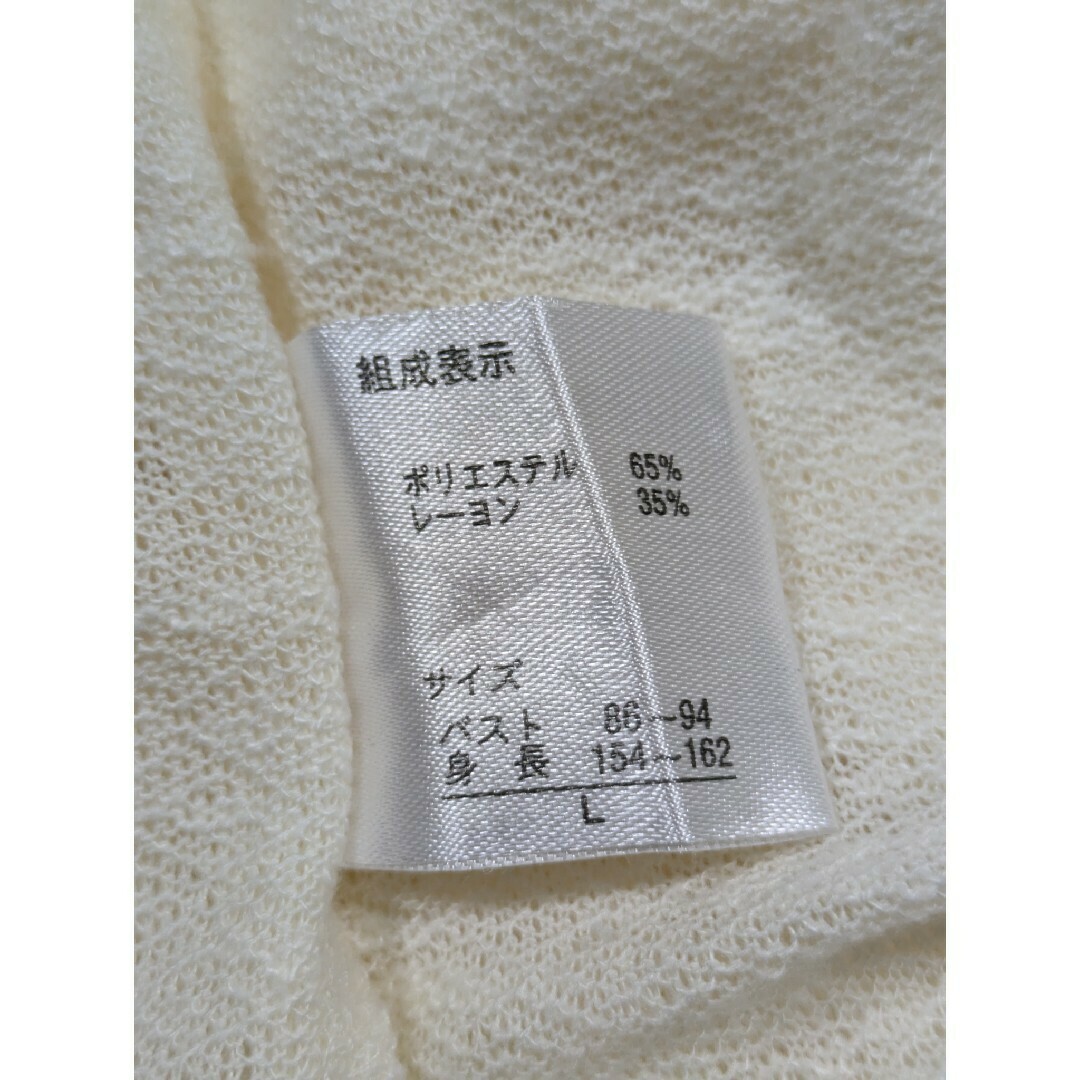 組成表示
ポリエステル 65%
レーヨン 35%
サイズ
バスト 86～94
身長 154～162
L